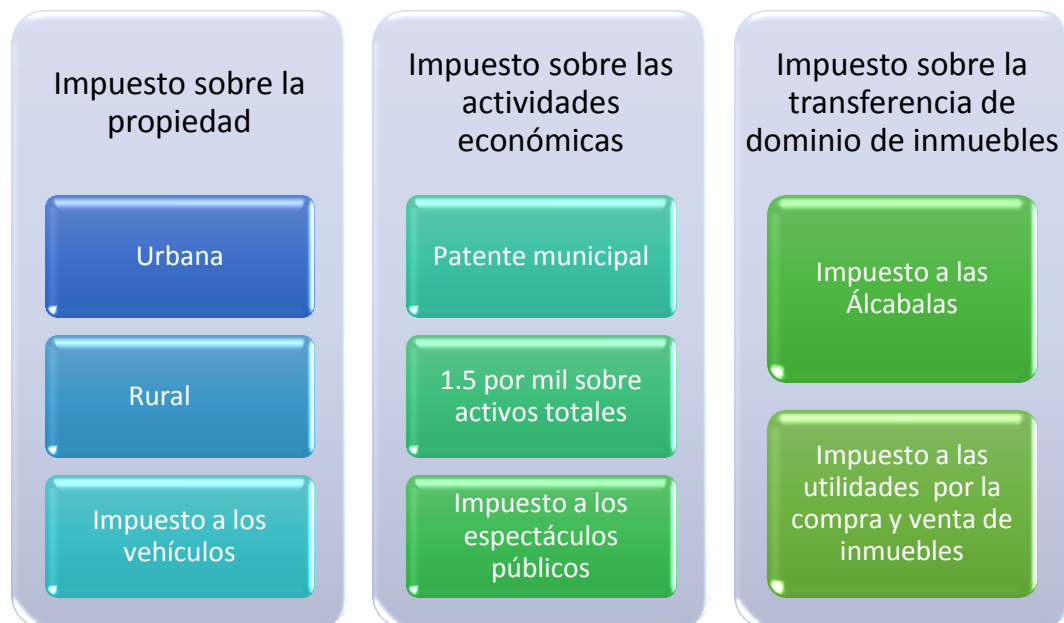 Impuesto sobre la
propiedad
Urbana
Rural
Impuesto a los
vehículos
Impuesto sobre las
actividades
económicas
Patente municipal
1.5 por mil sobre
activos totales
Impuesto a los
espectáculos
públicos
Impuesto sobre la
transferencia de
dominio de inmuebles
Impuesto a las
Álcabalas
Impuesto a las
utilidades  por la
compra y venta de
inmuebles